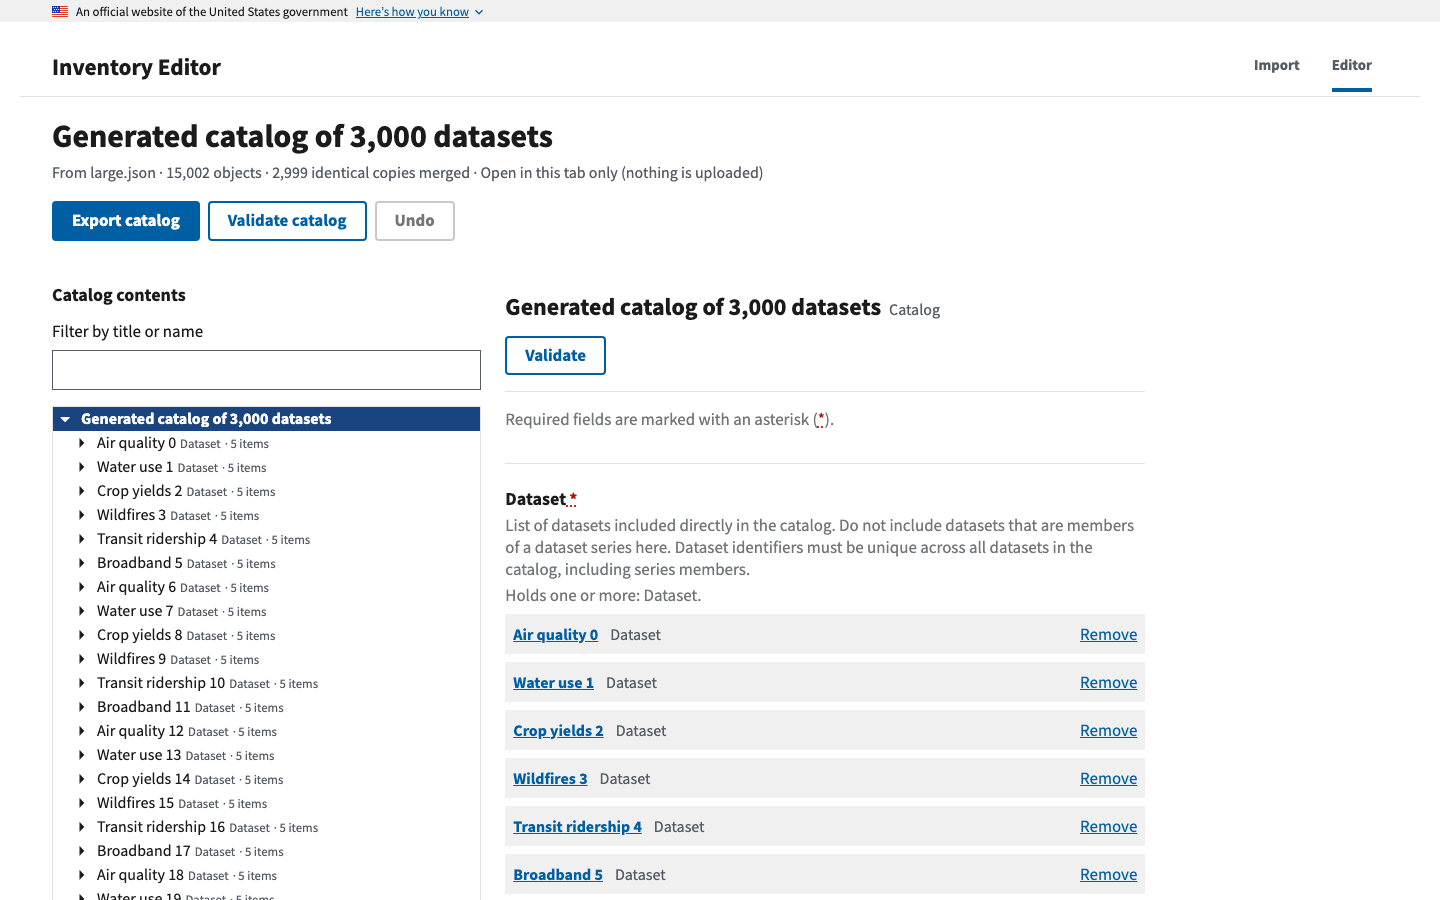 An official website of the United States government Here's how you know
Inventory Editor
Import
Editor
Generated catalog of 3,000 datasets
From large.json · 15,002 objects · 2,999 identical copies merged · Open in this tab only (nothing is uploaded)
Export catalog
Validate catalog
Undo
Catalog contents
Filter by title or name
Generated catalog of 3,000 datasets
Air quality 0 Dataset · 5 items
Water use 1 Dataset · 5 items
Crop yields 2 Dataset · 5 items
Wildfires 3 Dataset · 5 items
Transit ridership 4 Dataset · 5 items
Broadband 5 Dataset · 5 items
Air quality 6 Dataset · 5 items
Water use 7 Dataset · 5 items
Crop yields 8 Dataset · 5 items
Wildfires 9 Dataset · 5 items
Transit ridership 10 Dataset · 5 items
Broadband 11 Dataset · 5 items
Air quality 12 Dataset · 5 items
Water use 13 Dataset · 5 items
Crop yields 14 Dataset · 5 items
Wildfires 15 Dataset · 5 items
Transit ridership 16 Dataset · 5 items
Broadband 17 Dataset · 5 items
Air quality 18 Dataset · 5 items
Water use 19 Dataset · 5 items
Generated catalog of 3,000 datasets Catalog
Validate
Required fields are marked with an asterisk (*).
Dataset *
List of datasets included directly in the catalog. Do not include datasets that are members
of a dataset series here. Dataset identifiers must be unique across all datasets in the
catalog, including series members.
Holds one or more: Dataset.
Air quality 0 Dataset Remove
Water use 1 Dataset Remove
Crop yields 2 Dataset Remove
Wildfires 3 Dataset Remove
Transit ridership 4 Dataset Remove
Broadband 5 Dataset Remove